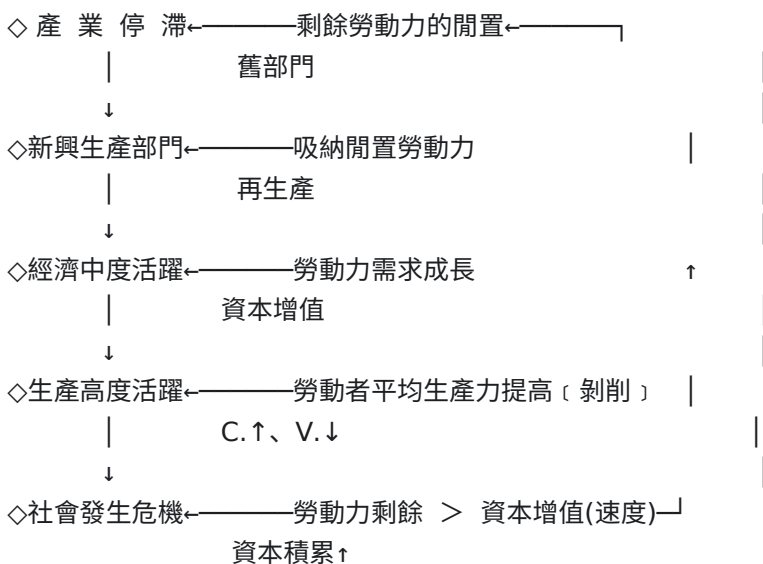 ◇ 產 業 停 滯←──────剩餘勞動力的閒置←──────┐
│ 舊部門 │
↓ │
◇新興生產部門←──────吸納閒置勞動力 │
│ 再生產 │
↓ │
◇經濟中度活躍←──────勞動力需求成長 ↑
│ 資本增值 │
↓ │
◇生產高度活躍←──────勞動者平均生產力提高﹝剝削﹞ │
│ C.↑、V.↓ │
↓ │
◇社會發生危機←──────勞動力剩餘 ＞ 資本增值(速度)─┘
資本積累↑